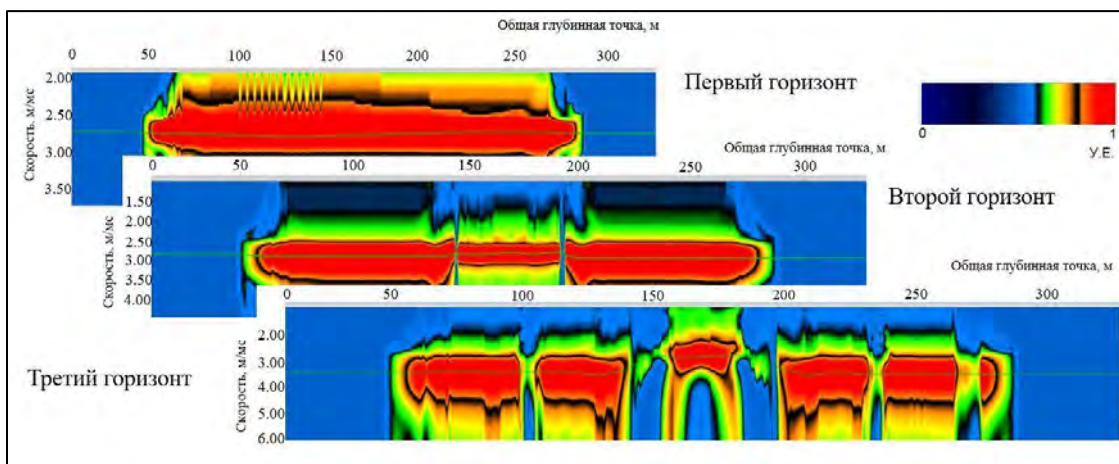 Общая глубинная точка, м
0 50 100 150 200 250 300
Скорость. м/мс
2.00
2.50
3.00
3.50
Первый горизонт
0 1
У.Е.
Общая глубинная точка, м
0 50 100 150 200 250 300
Скорость. м/мс
1.50
2.00
2.50
3.00
3.50
4.00
Второй горизонт
Общая глубинная точка, м
0 50 100 150 200 250 300
Скорость. м/мс
2.00
3.00
4.00
5.00
6.00
Третий горизонт